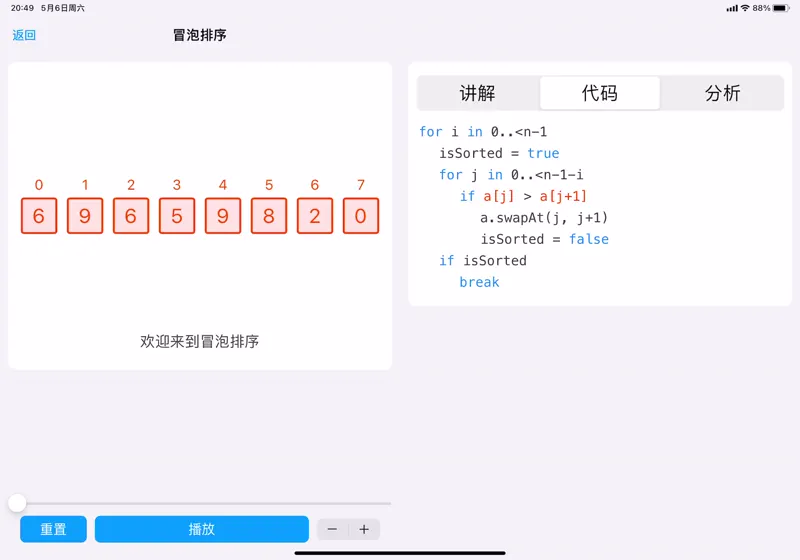 20:49 5月6日周六
88%
返回
冒泡排序
0 1 2 3 4 5 6 7
6 9 6 5 9 8 2 0
欢迎来到冒泡排序
重置
播放
− +
讲解 代码 分析
for i in 0..<n-1
isSorted = true
for j in 0..<n-1-i
if a[j] > a[j+1]
a.swapAt(j, j+1)
isSorted = false
if isSorted
break